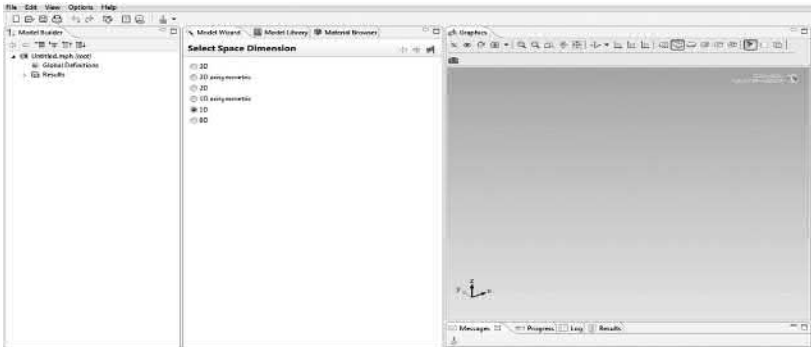 File Edit View Options Help
Model Builder
Untitled.mph (root)
Global Definitions
Results
Model Wizard Model Library Material Browser
Select Space Dimension
3D
2D axisymmetric
2D
1D axisymmetric
1D
0D
Graphics
z
y x
Messages Progress Log Results